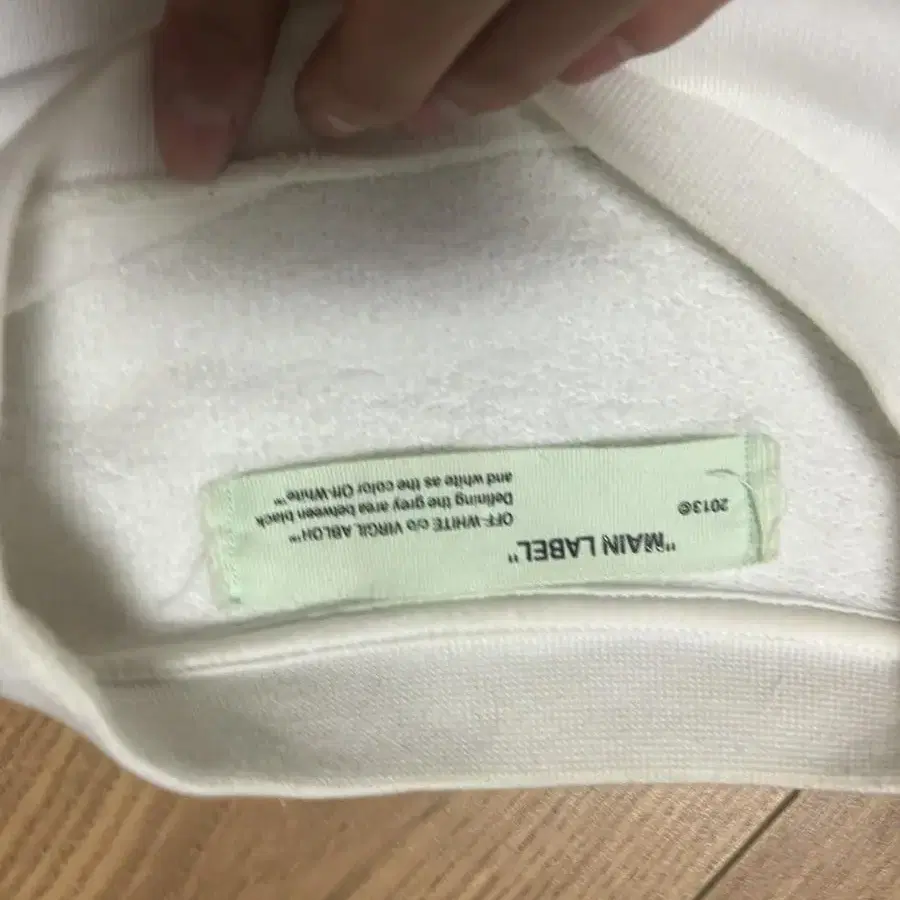 "MAIN LABEL"
2013©
OFF-WHITE c/o VIRGIL ABLOH™
Defining the grey area between black
and white as the color Off-White™